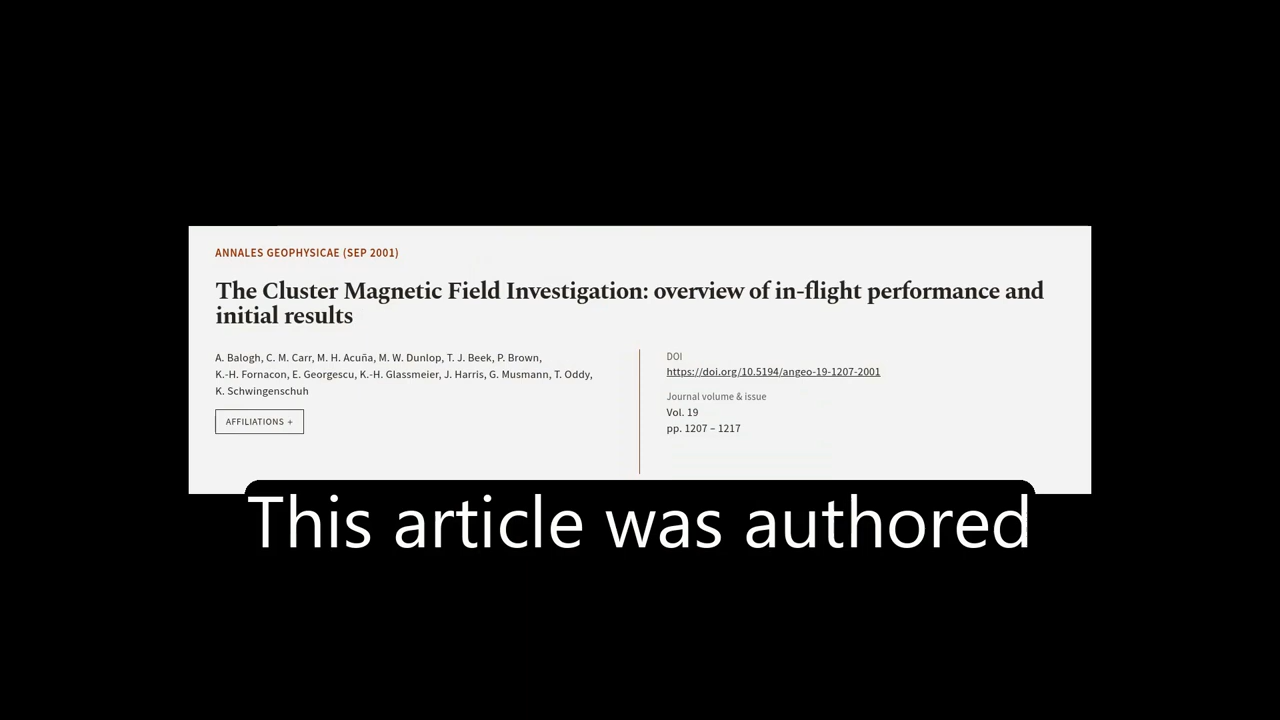 ANNALES GEOPHYSICAE (SEP 2001)
The Cluster Magnetic Field Investigation: overview of in-flight performance and
initial results
A. Balogh, C. M. Carr, M. H. Acuña, M. W. Dunlop, T. J. Beek, P. Brown,
K.-H. Fornacon, E. Georgescu, K.-H. Glassmeier, J. Harris, G. Musmann, T. Oddy,
K. Schwingenschuh
AFFILIATIONS +
DOI
https://doi.org/10.5194/angeo-19-1207-2001
Journal volume & issue
Vol. 19
pp. 1207 – 1217
This article was authored